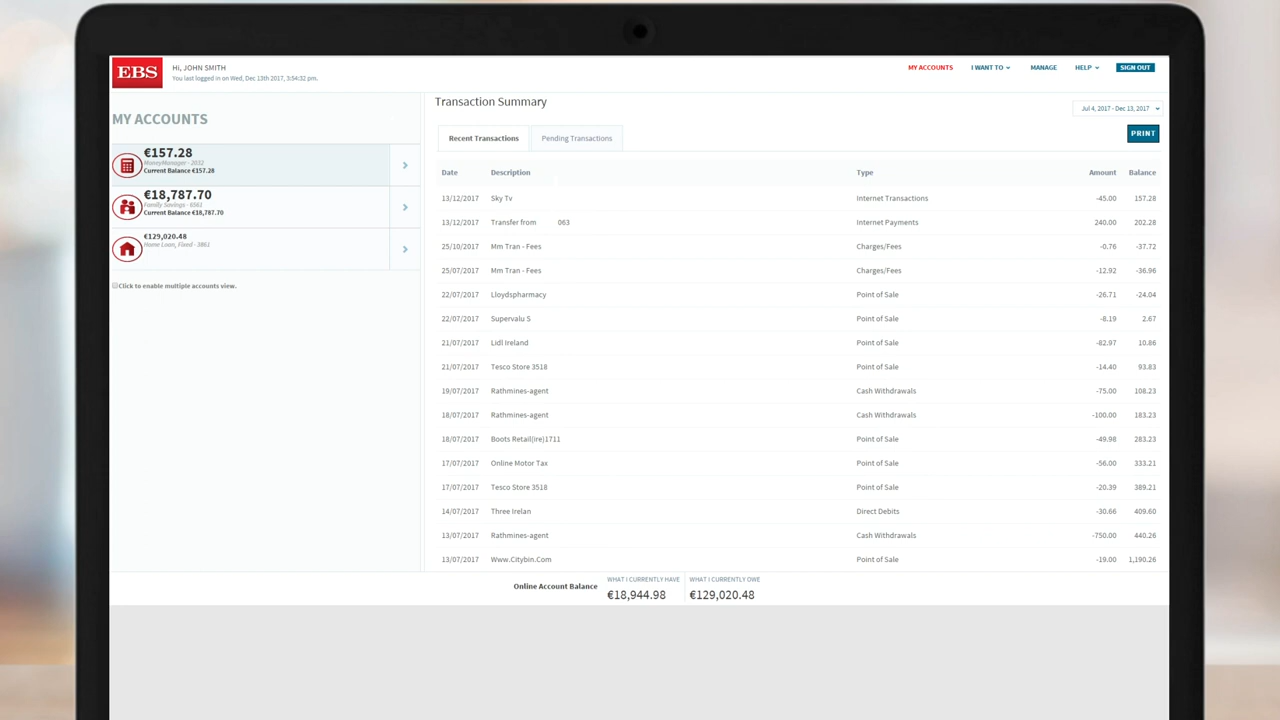 EBS
Hi, JOHN SMITH
You last logged in on Wed, Dec 13th 2017, 3:54:32 pm.
MY ACCOUNTS I WANT TO MANAGE HELP SIGN OUT
MY ACCOUNTS
€157.28
MoneyManager - 2032
Current Balance €157.28
€18,787.70
Family Savings - 6561
Current Balance €18,787.70
€129,020.48
Home Loan, Fixed - 3861
Click to enable multiple accounts view.
Transaction Summary
Jul 4, 2017 - Dec 13, 2017
Recent Transactions Pending Transactions
PRINT
Date Description Type Amount Balance
13/12/2017 Sky Tv Internet Transactions -45.00 157.28
13/12/2017 Transfer from 063 Internet Payments 240.00 202.28
25/10/2017 Mm Tran - Fees Charges/Fees -0.76 -37.72
25/07/2017 Mm Tran - Fees Charges/Fees -12.92 -36.96
22/07/2017 Lloydspharmacy Point of Sale -26.71 -24.04
22/07/2017 Supervalu 5 Point of Sale -8.19 2.67
21/07/2017 Lidl Ireland Point of Sale -82.97 10.86
21/07/2017 Tesco Store 3518 Point of Sale -14.40 93.83
19/07/2017 Rathmines-agent Cash Withdrawals -75.00 108.23
18/07/2017 Rathmines-agent Cash Withdrawals -100.00 183.23
18/07/2017 Boots Retail(ire)1711 Point of Sale -49.98 283.23
17/07/2017 Online Motor Tax Point of Sale -56.00 333.21
17/07/2017 Tesco Store 3518 Point of Sale -20.39 389.21
14/07/2017 Three Irelan Direct Debits -30.66 409.60
13/07/2017 Rathmines-agent Cash Withdrawals -750.00 440.26
13/07/2017 Www.Citybin.Com Point of Sale -19.00 1,190.26
Online Account Balance
WHAT I CURRENTLY HAVE WHAT I CURRENTLY OWE
€18,944.98 €129,020.48